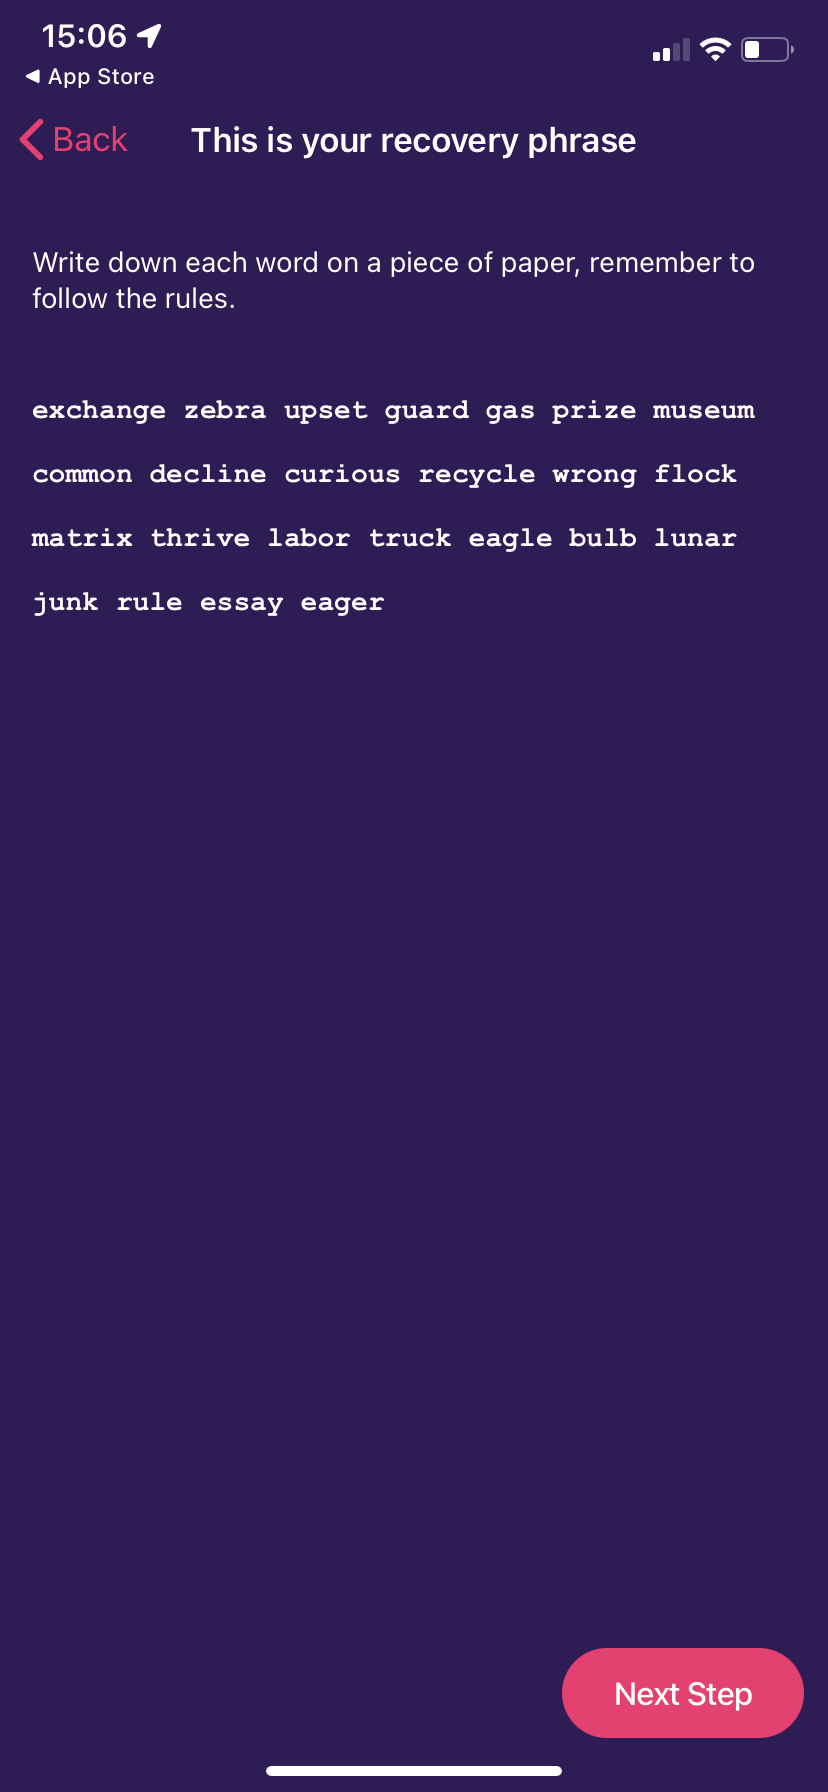 15:06
App Store
Back
This is your recovery phrase
Write down each word on a piece of paper, remember to
follow the rules.
exchange zebra upset guard gas prize museum
common decline curious recycle wrong flock
matrix thrive labor truck eagle bulb lunar
junk rule essay eager
Next Step